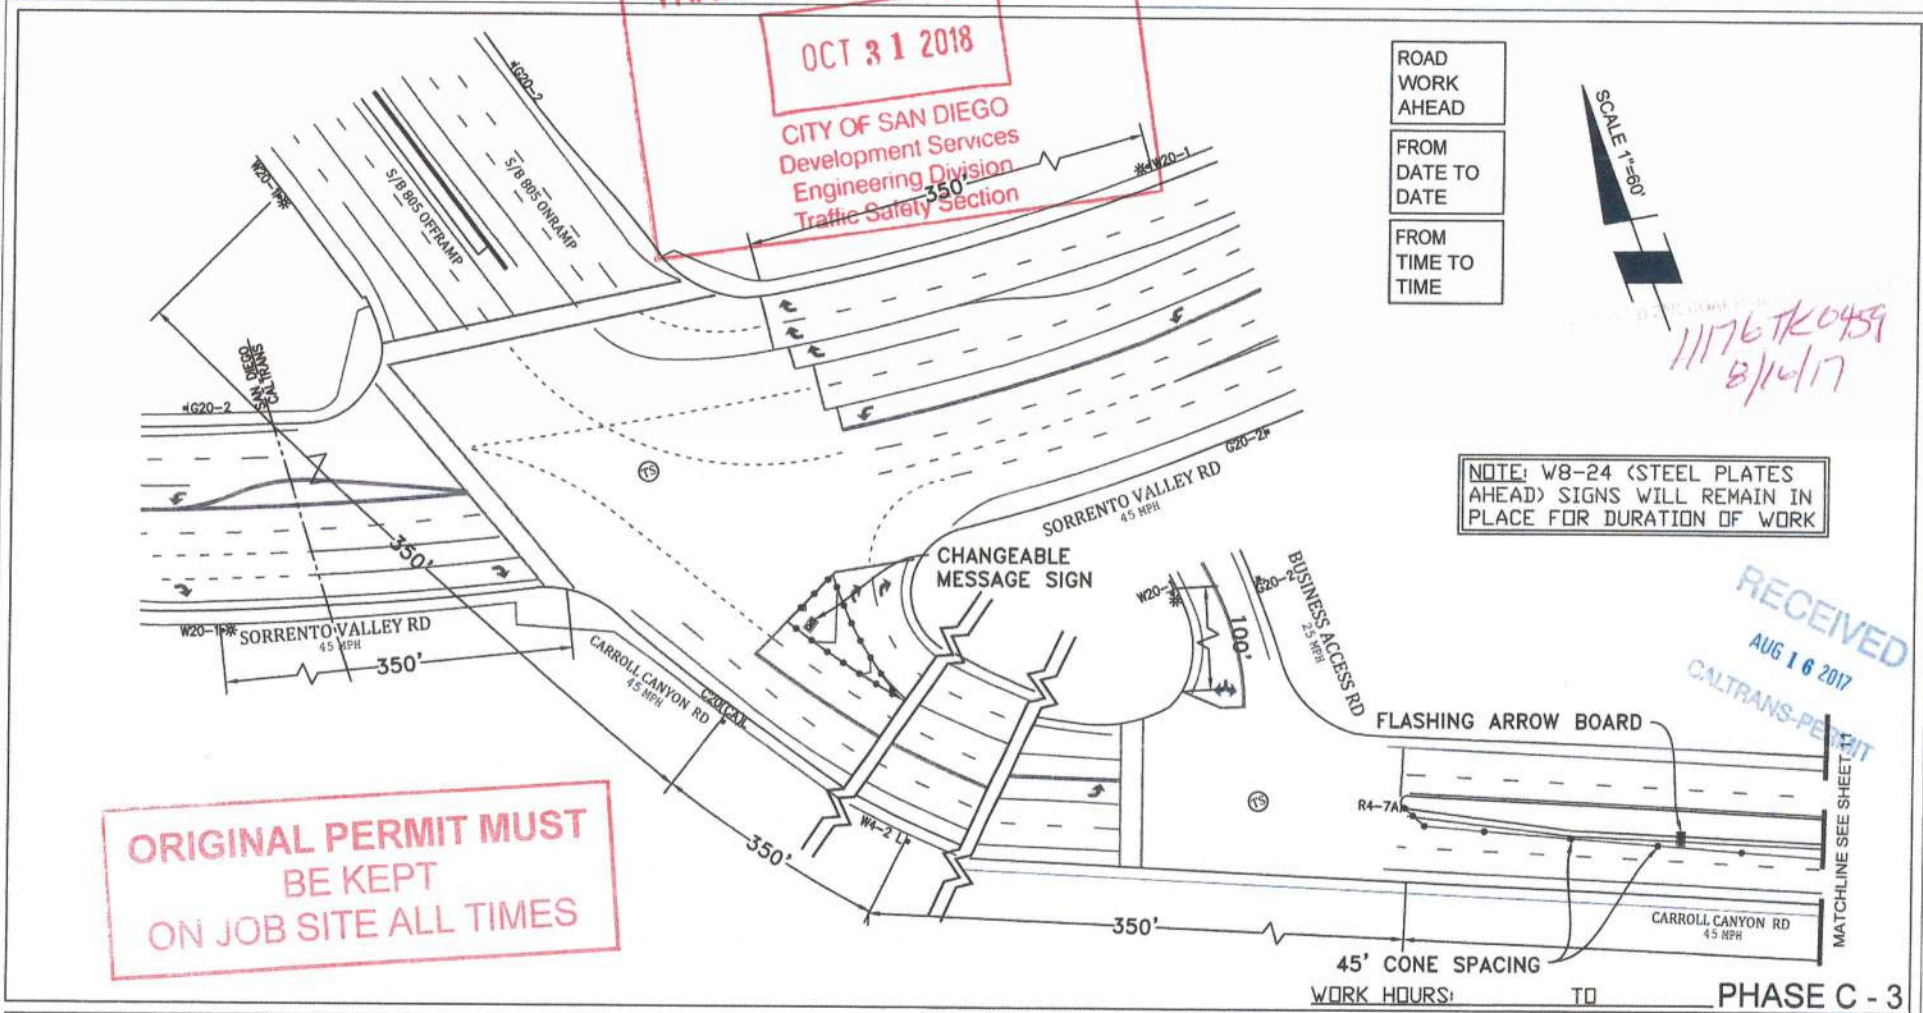 OCT 31 2018
CITY OF SAN DIEGO
Development Services
Engineering Division
Traffic Safety Section
350'
W20-1
G20-2
W20-1
S/B 805 OFFRAMP
S/B 805 ONRAMP
ROAD
WORK
AHEAD
FROM
DATE TO
DATE
FROM
TIME TO
TIME
SCALE 1"=60'
11176TK0459
8/16/17
NOTE: W8-24 (STEEL PLATES
AHEAD) SIGNS WILL REMAIN IN
PLACE FOR DURATION OF WORK
SAN DIEGO
CALTRANS
G20-2
TS
G20-2
SORRENTO VALLEY RD
45 MPH
350'
CHANGEABLE
MESSAGE SIGN
W20-1
G20-2
BUSINESS ACCESS RD
25 MPH
100'
RECEIVED
AUG 16 2017
CALTRANS-PERMIT
W20-1
SORRENTO VALLEY RD
45 MPH
350'
CARROLL CANYON RD
45 MPH
C20(CA)L
FLASHING ARROW BOARD
R4-7A
TS
MATCHLINE SEE SHEET
ORIGINAL PERMIT MUST
BE KEPT
ON JOB SITE ALL TIMES
W4-2 L
350'
350'
CARROLL CANYON RD
45 MPH
45' CONE SPACING
WORK HOURS: TO
PHASE C - 3